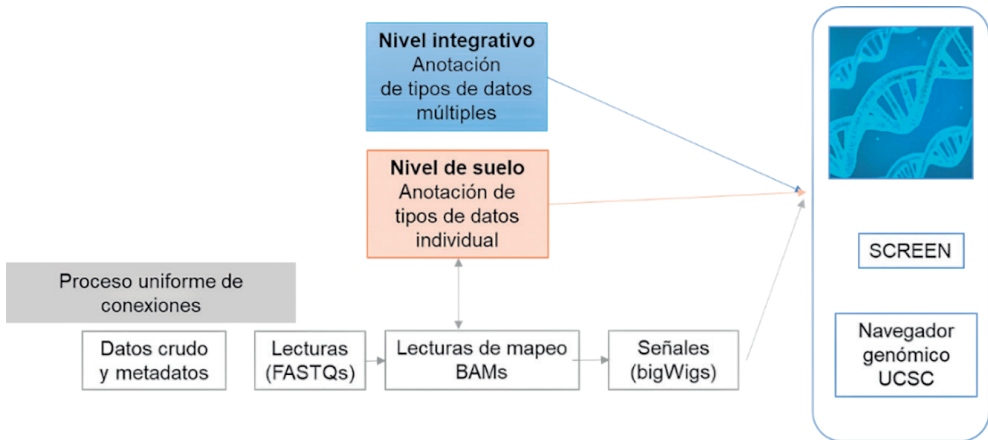 Nivel integrativo
Anotación
de tipos de datos
múltiples
Nivel de suelo
Anotación de
tipos de datos
individual
Proceso uniforme de
conexiones
Datos crudo
y metadatos
Lecturas
(FASTQs)
Lecturas de mapeo
BAMs
Señales
(bigWigs)
SCREEN
Navegador
genómico
UCSC